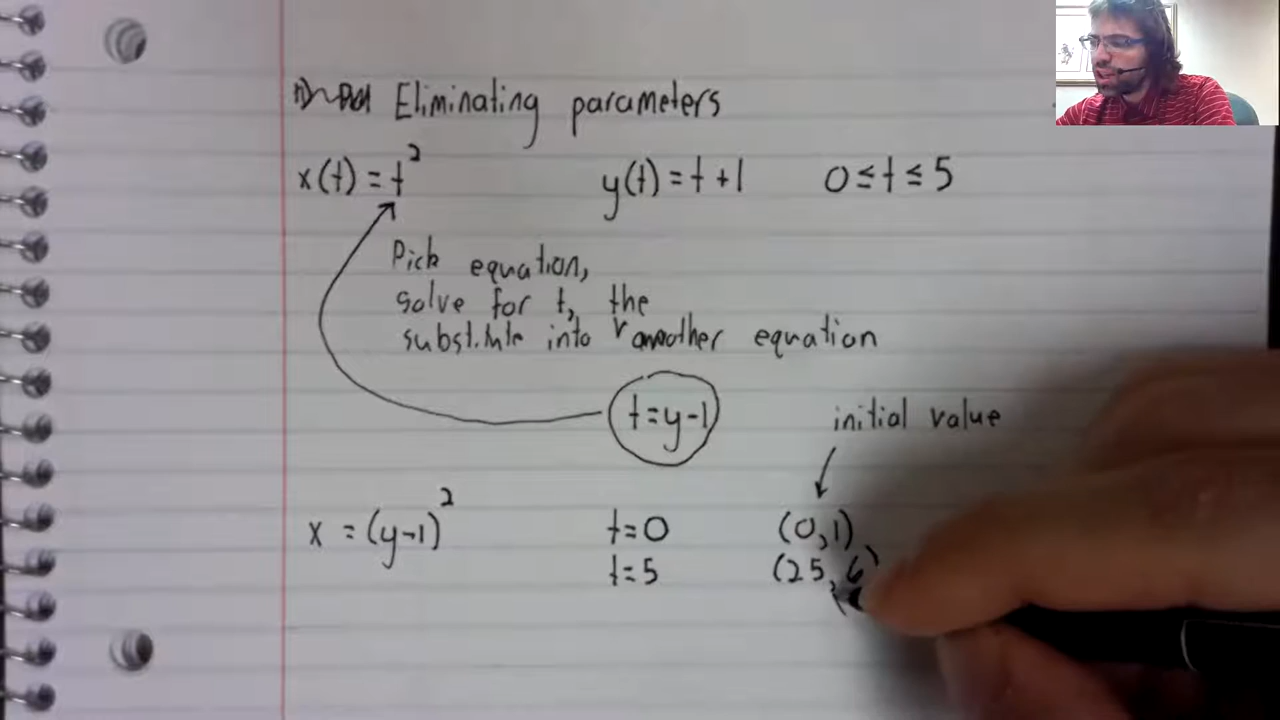 Eliminating parameters
x(t) = t² y(t) = t + 1 0 ≤ t ≤ 5
Pick equation,
solve for t, the
substitute into another equation
t = y - 1
initial value
x = (y-1)² t = 0 (0,1)
t = 5 (25, 6)